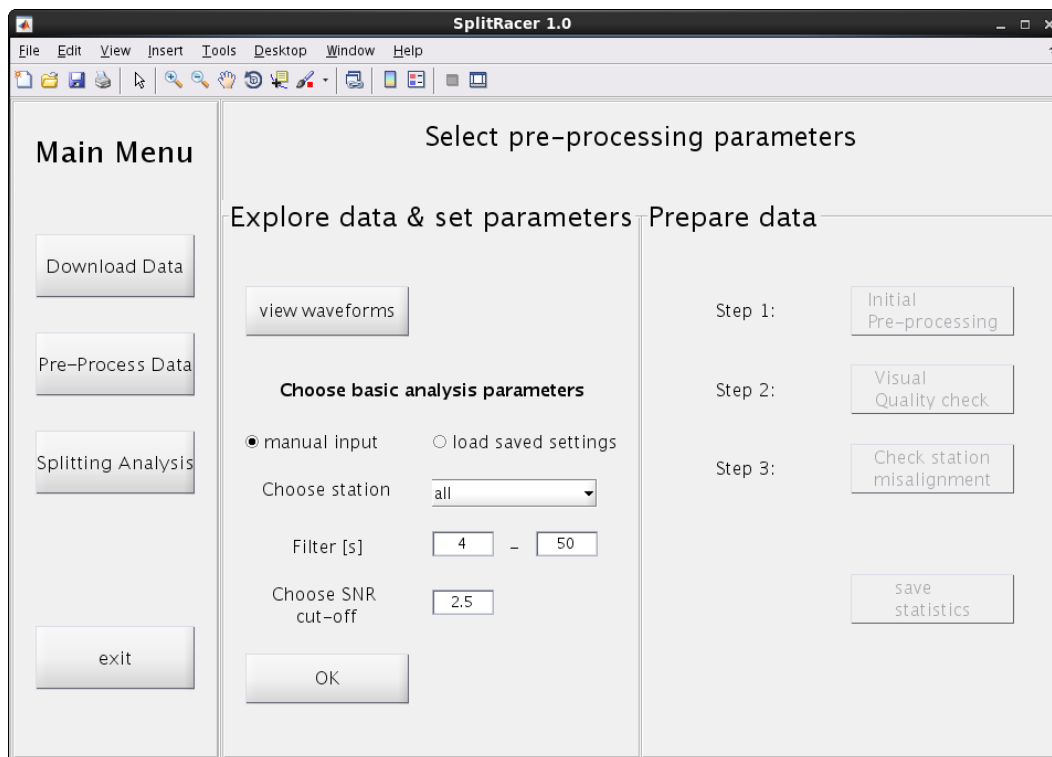 SplitRacer 1.0
File Edit View Insert Tools Desktop Window Help
Main Menu
Download Data
Pre-Process Data
Splitting Analysis
exit
Select pre-processing parameters
Explore data & set parameters
view waveforms
Choose basic analysis parameters
manual input load saved settings
Choose station all
Filter [s] 4 - 50
Choose SNR
cut-off 2.5
OK
Prepare data
Step 1: Initial
Pre-processing
Step 2: Visual
Quality check
Step 3: Check station
misalignment
save
statistics